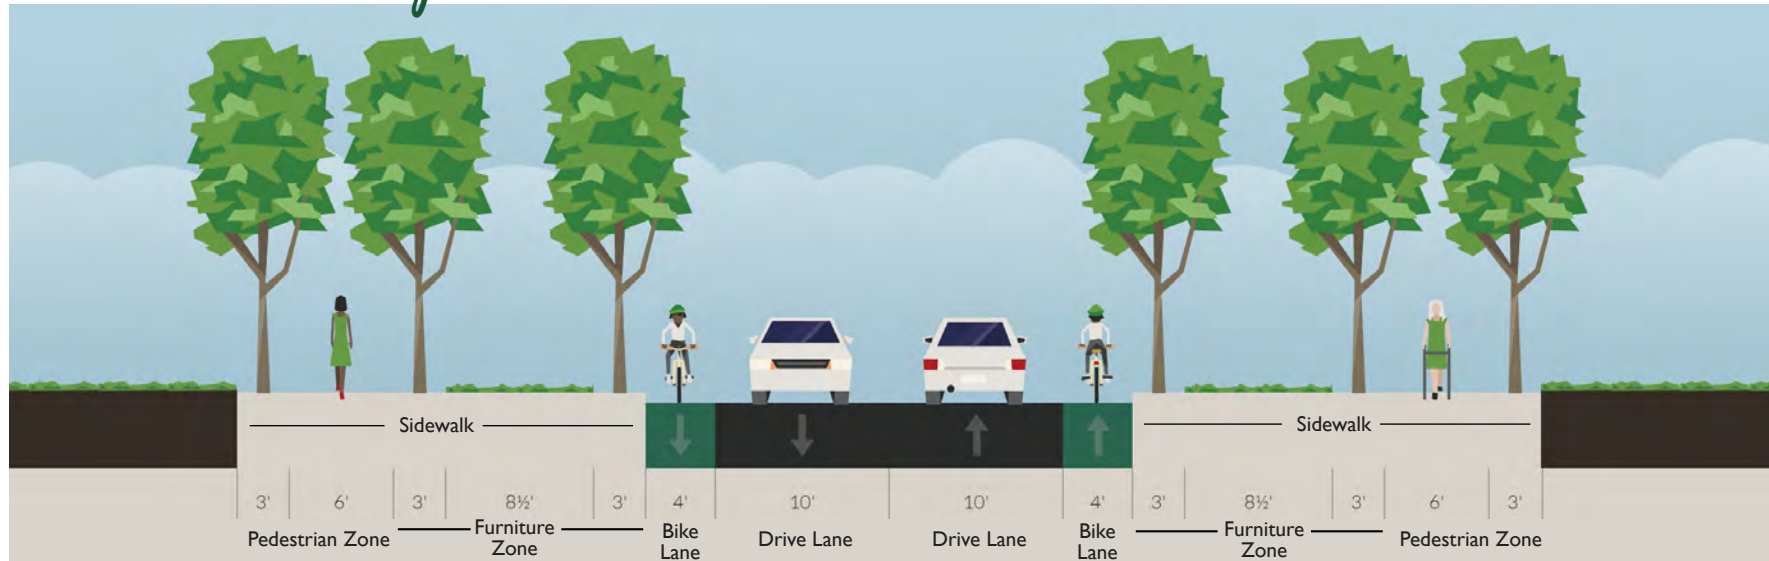 Sidewalk
Sidewalk
3' 6' 3' 8½' 3' 4' 10' 10' 4' 3' 8½' 3' 6' 3'
Pedestrian Zone
Furniture
Zone
Bike
Lane
Drive Lane
Drive Lane
Bike
Lane
Furniture
Zone
Pedestrian Zone